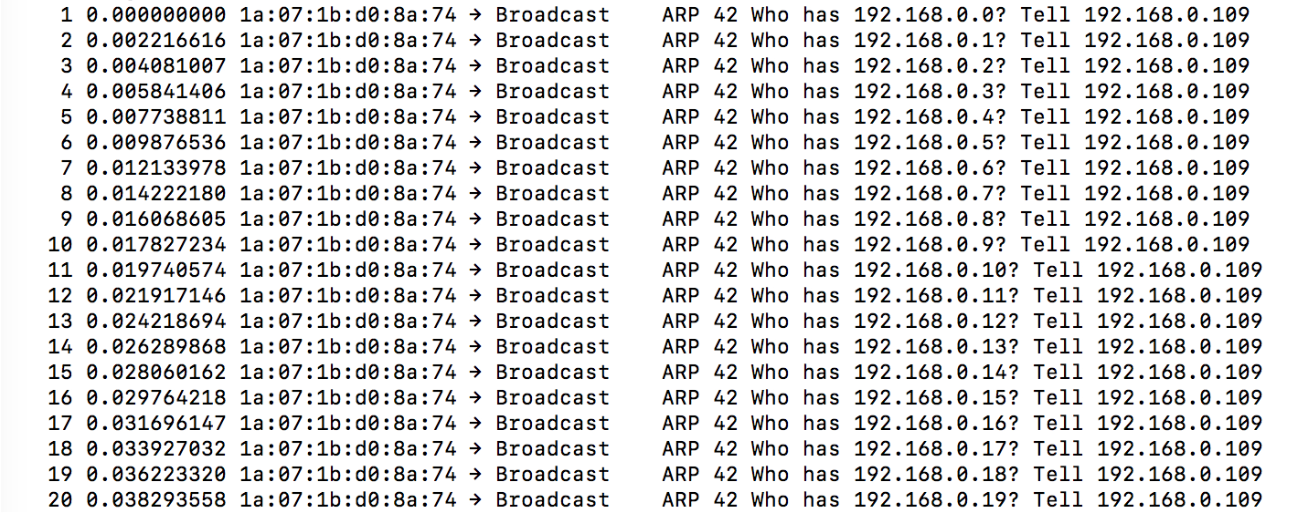 1 0.000000000 1a:07:1b:d0:8a:74 → Broadcast ARP 42 Who has 192.168.0.0? Tell 192.168.0.109
2 0.002216616 1a:07:1b:d0:8a:74 → Broadcast ARP 42 Who has 192.168.0.1? Tell 192.168.0.109
3 0.004081007 1a:07:1b:d0:8a:74 → Broadcast ARP 42 Who has 192.168.0.2? Tell 192.168.0.109
4 0.005841406 1a:07:1b:d0:8a:74 → Broadcast ARP 42 Who has 192.168.0.3? Tell 192.168.0.109
5 0.007738811 1a:07:1b:d0:8a:74 → Broadcast ARP 42 Who has 192.168.0.4? Tell 192.168.0.109
6 0.009876536 1a:07:1b:d0:8a:74 → Broadcast ARP 42 Who has 192.168.0.5? Tell 192.168.0.109
7 0.012133978 1a:07:1b:d0:8a:74 → Broadcast ARP 42 Who has 192.168.0.6? Tell 192.168.0.109
8 0.014222180 1a:07:1b:d0:8a:74 → Broadcast ARP 42 Who has 192.168.0.7? Tell 192.168.0.109
9 0.016068605 1a:07:1b:d0:8a:74 → Broadcast ARP 42 Who has 192.168.0.8? Tell 192.168.0.109
10 0.017827234 1a:07:1b:d0:8a:74 → Broadcast ARP 42 Who has 192.168.0.9? Tell 192.168.0.109
11 0.019740574 1a:07:1b:d0:8a:74 → Broadcast ARP 42 Who has 192.168.0.10? Tell 192.168.0.109
12 0.021917146 1a:07:1b:d0:8a:74 → Broadcast ARP 42 Who has 192.168.0.11? Tell 192.168.0.109
13 0.024218694 1a:07:1b:d0:8a:74 → Broadcast ARP 42 Who has 192.168.0.12? Tell 192.168.0.109
14 0.026289868 1a:07:1b:d0:8a:74 → Broadcast ARP 42 Who has 192.168.0.13? Tell 192.168.0.109
15 0.028060162 1a:07:1b:d0:8a:74 → Broadcast ARP 42 Who has 192.168.0.14? Tell 192.168.0.109
16 0.029764218 1a:07:1b:d0:8a:74 → Broadcast ARP 42 Who has 192.168.0.15? Tell 192.168.0.109
17 0.031696147 1a:07:1b:d0:8a:74 → Broadcast ARP 42 Who has 192.168.0.16? Tell 192.168.0.109
18 0.033927032 1a:07:1b:d0:8a:74 → Broadcast ARP 42 Who has 192.168.0.17? Tell 192.168.0.109
19 0.036223320 1a:07:1b:d0:8a:74 → Broadcast ARP 42 Who has 192.168.0.18? Tell 192.168.0.109
20 0.038293558 1a:07:1b:d0:8a:74 → Broadcast ARP 42 Who has 192.168.0.19? Tell 192.168.0.109